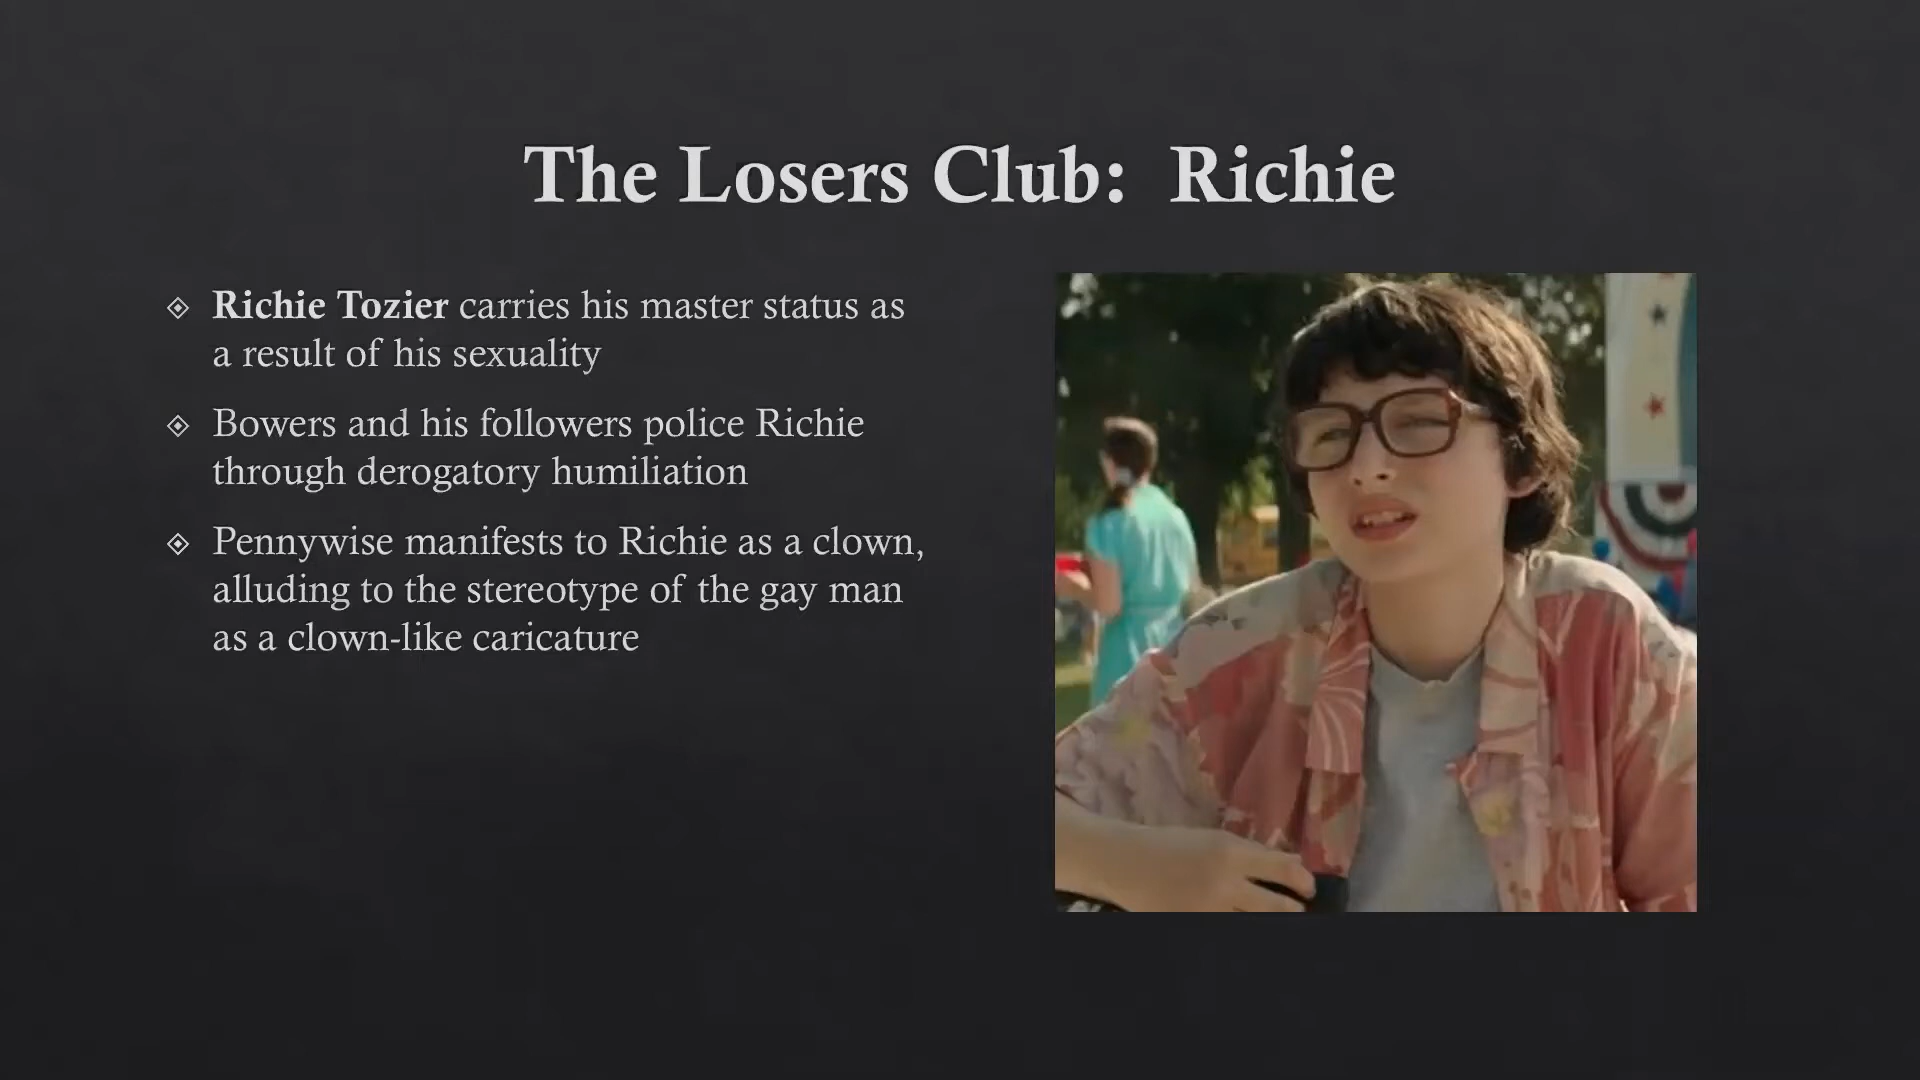 The Losers Club:  Richie
Richie Tozier carries his master status as
a result of his sexuality
Bowers and his followers police Richie
through derogatory humiliation
Pennywise manifests to Richie as a clown,
alluding to the stereotype of the gay man
as a clown-like caricature